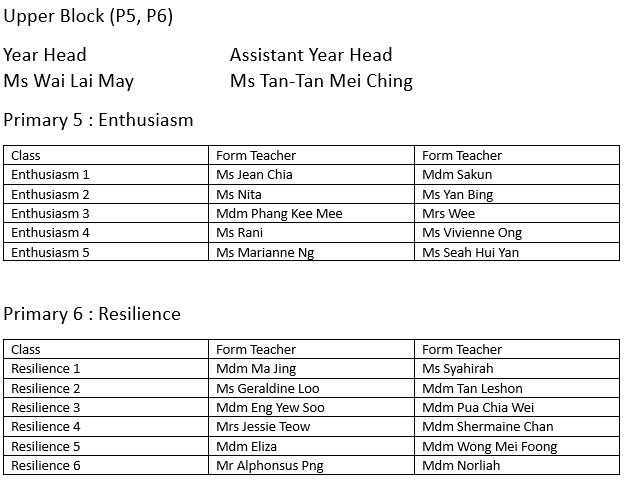 Upper Block (P5, P6)
Year Head Assistant Year Head
Ms Wai Lai May Ms Tan-Tan Mei Ching
Primary 5 : Enthusiasm
Class Form Teacher Form Teacher
Enthusiasm 1 Ms Jean Chia Mdm Sakun
Enthusiasm 2 Ms Nita Ms Yan Bing
Enthusiasm 3 Mdm Phang Kee Mee Mrs Wee
Enthusiasm 4 Ms Rani Ms Vivienne Ong
Enthusiasm 5 Ms Marianne Ng Ms Seah Hui Yan
Primary 6 : Resilience
Class Form Teacher Form Teacher
Resilience 1 Mdm Ma Jing Ms Syahirah
Resilience 2 Ms Geraldine Loo Mdm Tan Leshon
Resilience 3 Mdm Eng Yew Soo Mdm Pua Chia Wei
Resilience 4 Mrs Jessie Teow Mdm Shermaine Chan
Resilience 5 Mdm Eliza Mdm Wong Mei Foong
Resilience 6 Mr Alphonsus Png Mdm Norliah